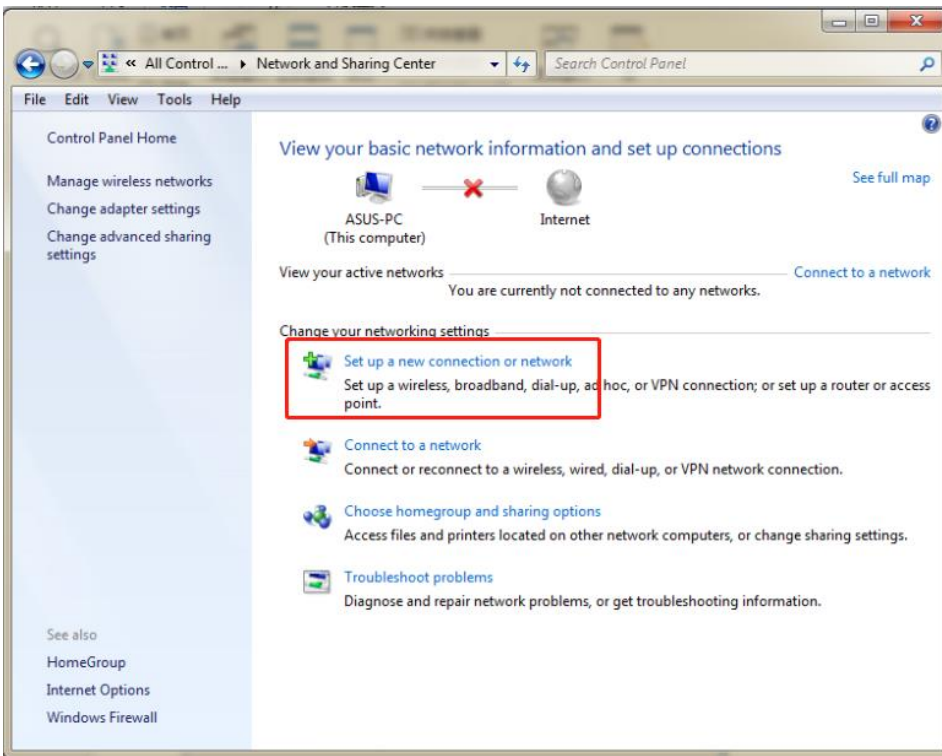 « All Control ... ▸ Network and Sharing Center
Search Control Panel
File Edit View Tools Help
Control Panel Home
Manage wireless networks
Change adapter settings
Change advanced sharing
settings
View your basic network information and set up connections
See full map
ASUS-PC
(This computer)
Internet
View your active networks
Connect to a network
You are currently not connected to any networks.
Change your networking settings
Set up a new connection or network
Set up a wireless, broadband, dial-up, ad hoc, or VPN connection; or set up a router or access
point.
Connect to a network
Connect or reconnect to a wireless, wired, dial-up, or VPN network connection.
Choose homegroup and sharing options
Access files and printers located on other network computers, or change sharing settings.
Troubleshoot problems
Diagnose and repair network problems, or get troubleshooting information.
See also
HomeGroup
Internet Options
Windows Firewall